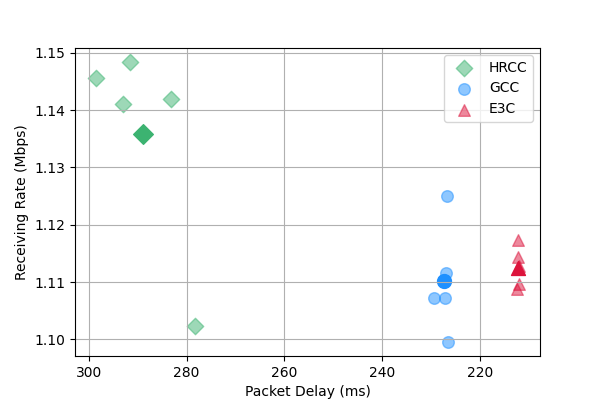 1.15
1.14
1.13
1.12
1.11
1.10
Receiving Rate (Mbps)
HRCC
GCC
E3C
300
280
260
240
220
Packet Delay (ms)